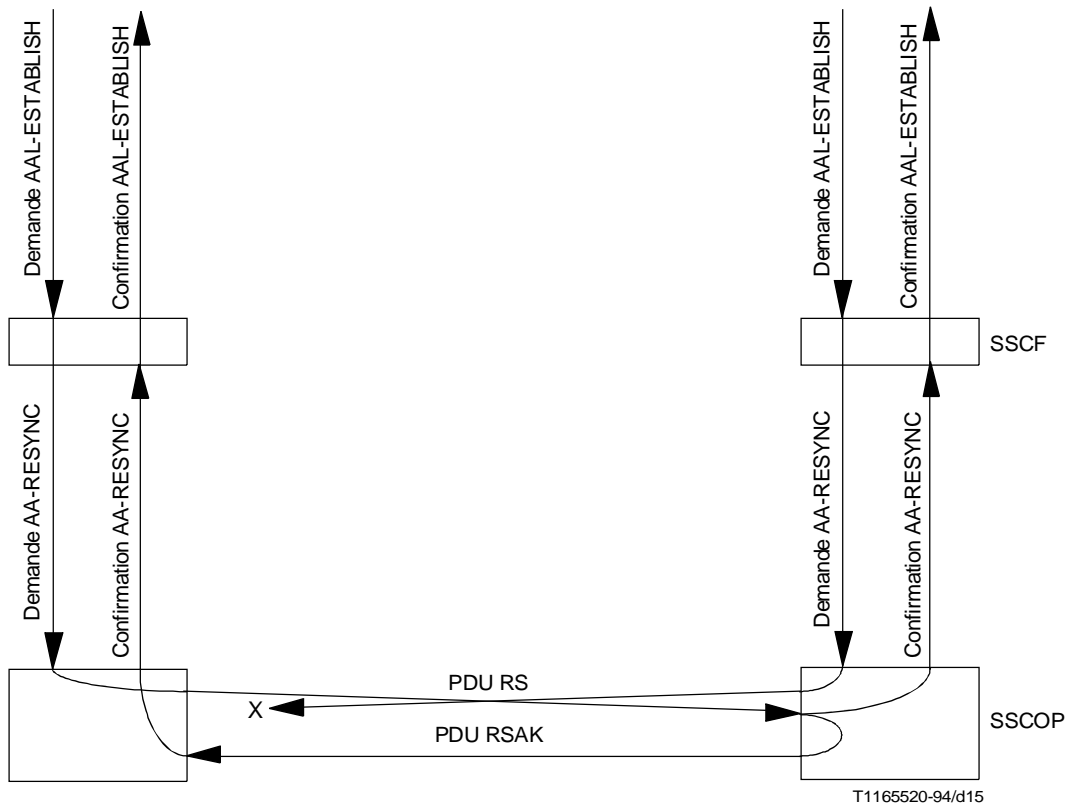 Demande AAL-ESTABLISH
Confirmation AAL-ESTABLISH
Demande AAL-ESTABLISH
Confirmation AAL-ESTABLISH
SSCF
Demande AA-RESYNC
Confirmation AA-RESYNC
Demande AA-RESYNC
Confirmation AA-RESYNC
PDU RS
X
PDU RSAK
SSCOP
T1165520-94/d15